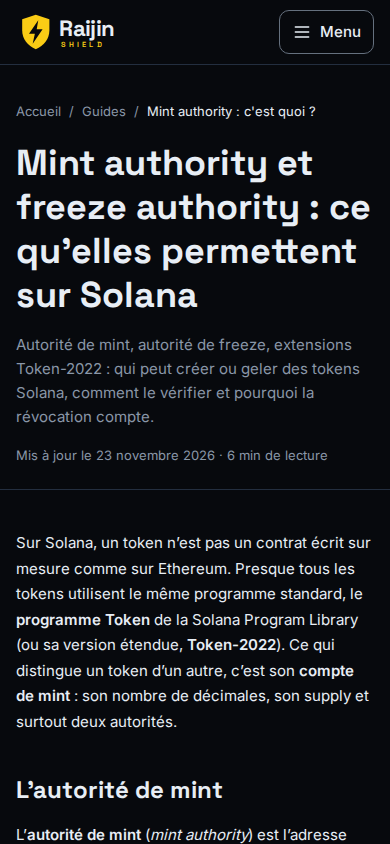 Raijin
SHIELD
Menu
Accueil / Guides / Mint authority : c'est quoi ?
Mint authority et
freeze authority : ce
qu’elles permettent
sur Solana
Autorité de mint, autorité de freeze, extensions
Token-2022 : qui peut créer ou geler des tokens
Solana, comment le vérifier et pourquoi la
révocation compte.
Mis à jour le 23 novembre 2026 · 6 min de lecture
Sur Solana, un token n’est pas un contrat écrit sur
mesure comme sur Ethereum. Presque tous les
tokens utilisent le même programme standard, le
programme Token de la Solana Program Library
(ou sa version étendue, Token-2022). Ce qui
distingue un token d’un autre, c’est son compte
de mint : son nombre de décimales, son supply et
surtout deux autorités.
L’autorité de mint
L’autorité de mint (mint authority) est l’adresse